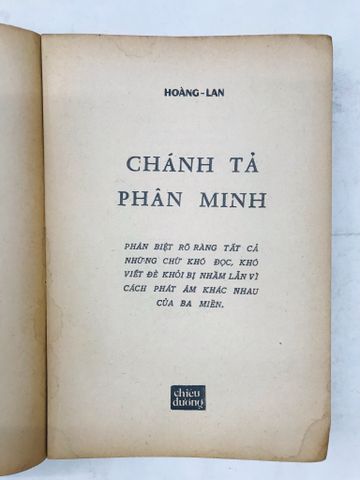 HOÀNG-LAN
CHÁNH TẢ
PHÂN MINH
PHÂN BIỆT RÕ RÀNG TẤT CẢ
NHỮNG CHỮ KHÓ ĐỌC, KHÓ
VIẾT ĐỂ KHỎI BỊ NHẦM LẪN VÌ
CÁCH PHÁT ÂM KHÁC NHAU
CỦA BA MIỀN.
chiêu
dương